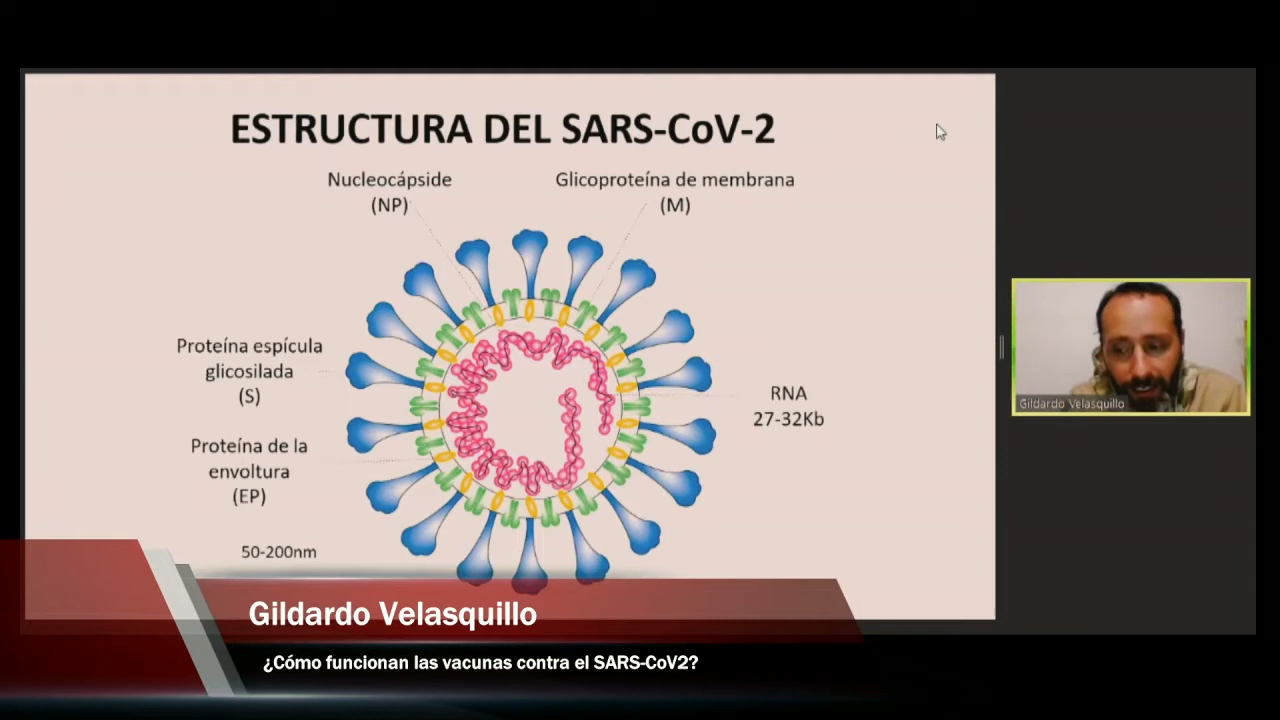 ESTRUCTURA DEL SARS-CoV-2
Nucleocápside
(NP)
Glicoproteína de membrana
(M)
Proteína espícula
glicosilada
(S)
RNA
27-32Kb
Proteína de la
envoltura
(EP)
50-200nm
Gildardo Velasquillo
Gildardo Velasquillo
¿Cómo funcionan las vacunas contra el SARS-CoV2?